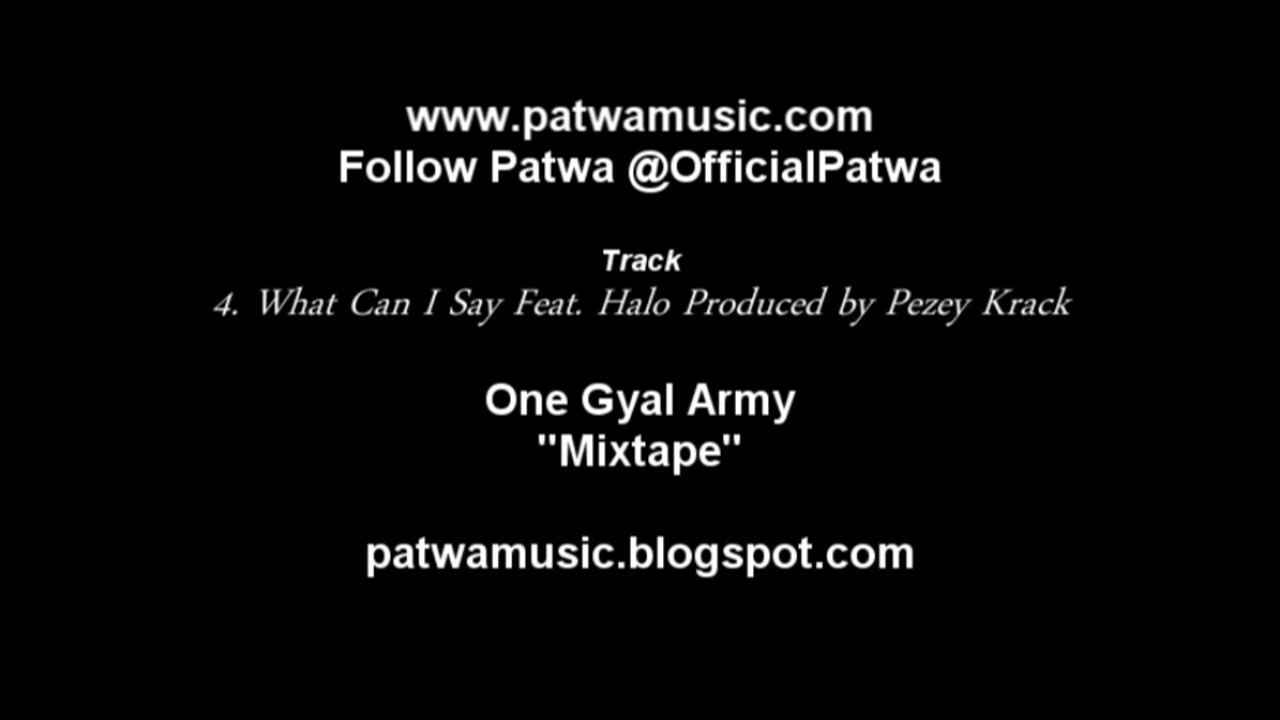 www.patwamusic.com
Follow Patwa @OfficialPatwa
Track
4. What Can I Say Feat. Halo Produced by Pezey Krack
One Gyal Army
"Mixtape"
patwamusic.blogspot.com